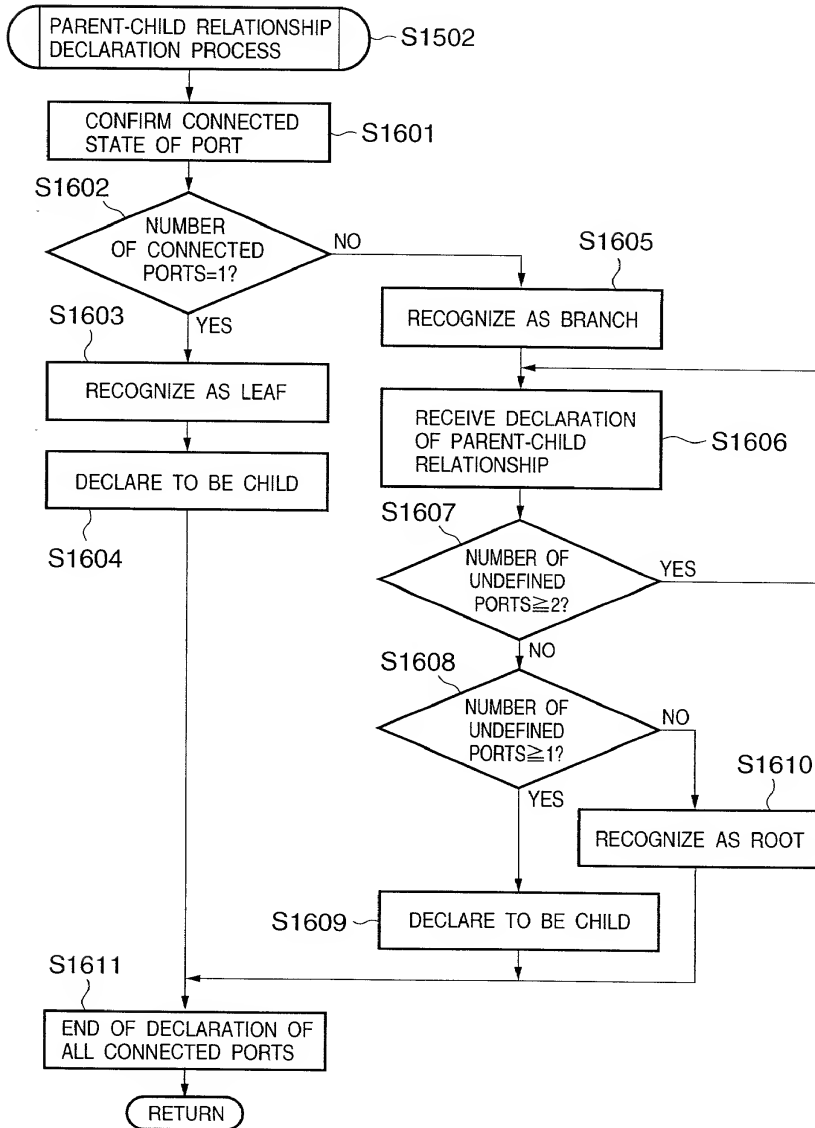 PARENT-CHILD RELATIONSHIP
DECLARATION PROCESS
S1502
CONFIRM CONNECTED
STATE OF PORT
S1601
S1602
NUMBER
OF CONNECTED
PORTS=1?
NO
YES
S1603
RECOGNIZE AS LEAF
DECLARE TO BE CHILD
S1604
S1605
RECOGNIZE AS BRANCH
RECEIVE DECLARATION
OF PARENT-CHILD
RELATIONSHIP
S1606
S1607
NUMBER OF
UNDEFINED
PORTS≧2?
YES
NO
S1608
NUMBER OF
UNDEFINED
PORTS≧1?
NO
YES
S1610
RECOGNIZE AS ROOT
S1609
DECLARE TO BE CHILD
S1611
END OF DECLARATION OF
ALL CONNECTED PORTS
RETURN